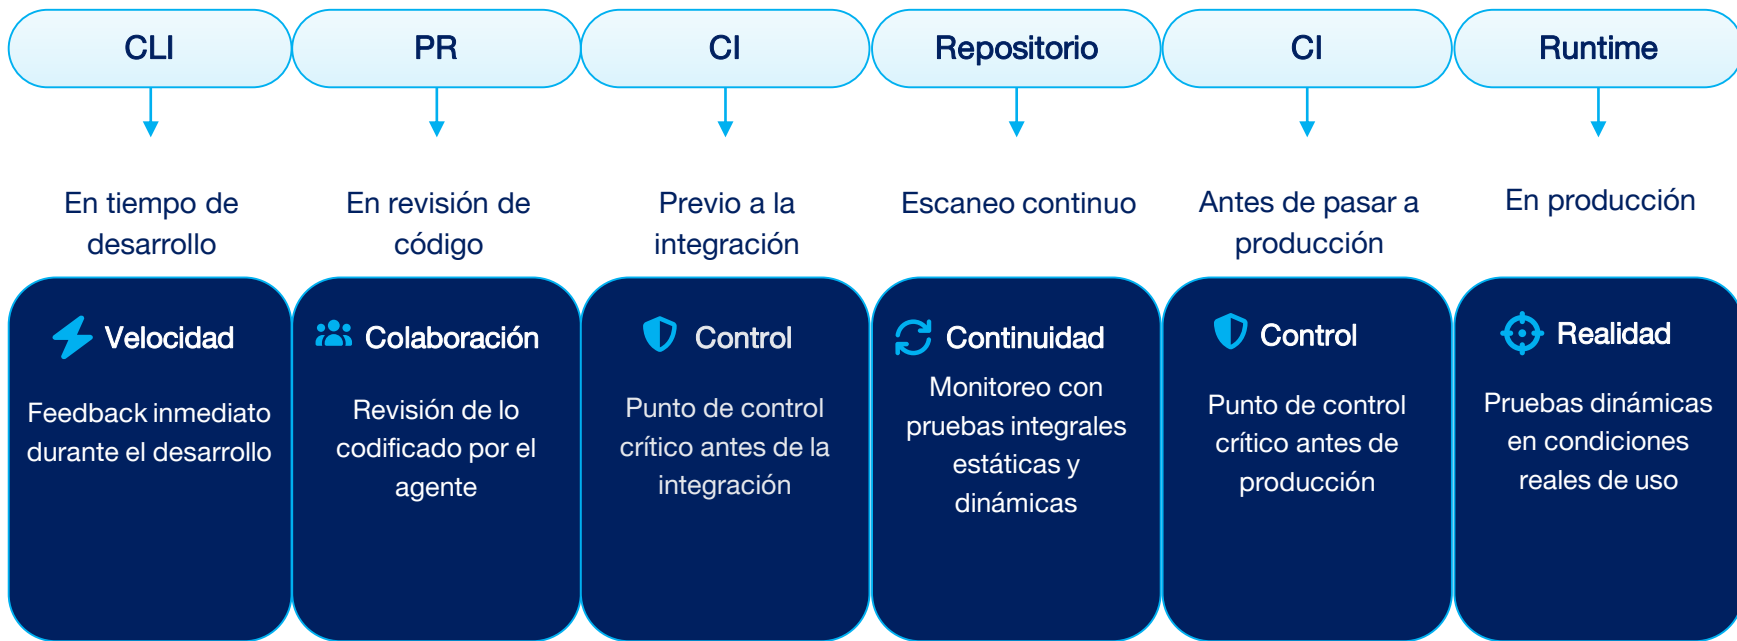 CLI
PR
CI
Repositorio
CI
Runtime
En tiempo de
desarrollo
En revisión de
código
Previo a la
integración
Escaneo continuo
Antes de pasar a
producción
En producción
Velocidad
Feedback inmediato
durante el desarrollo
Colaboración
Revisión de lo
codificado por el
agente
Control
Punto de control
crítico antes de la
integración
Continuidad
Monitoreo con
pruebas integrales
estáticas y
dinámicas
Control
Punto de control
crítico antes de
producción
Realidad
Pruebas dinámicas
en condiciones
reales de uso